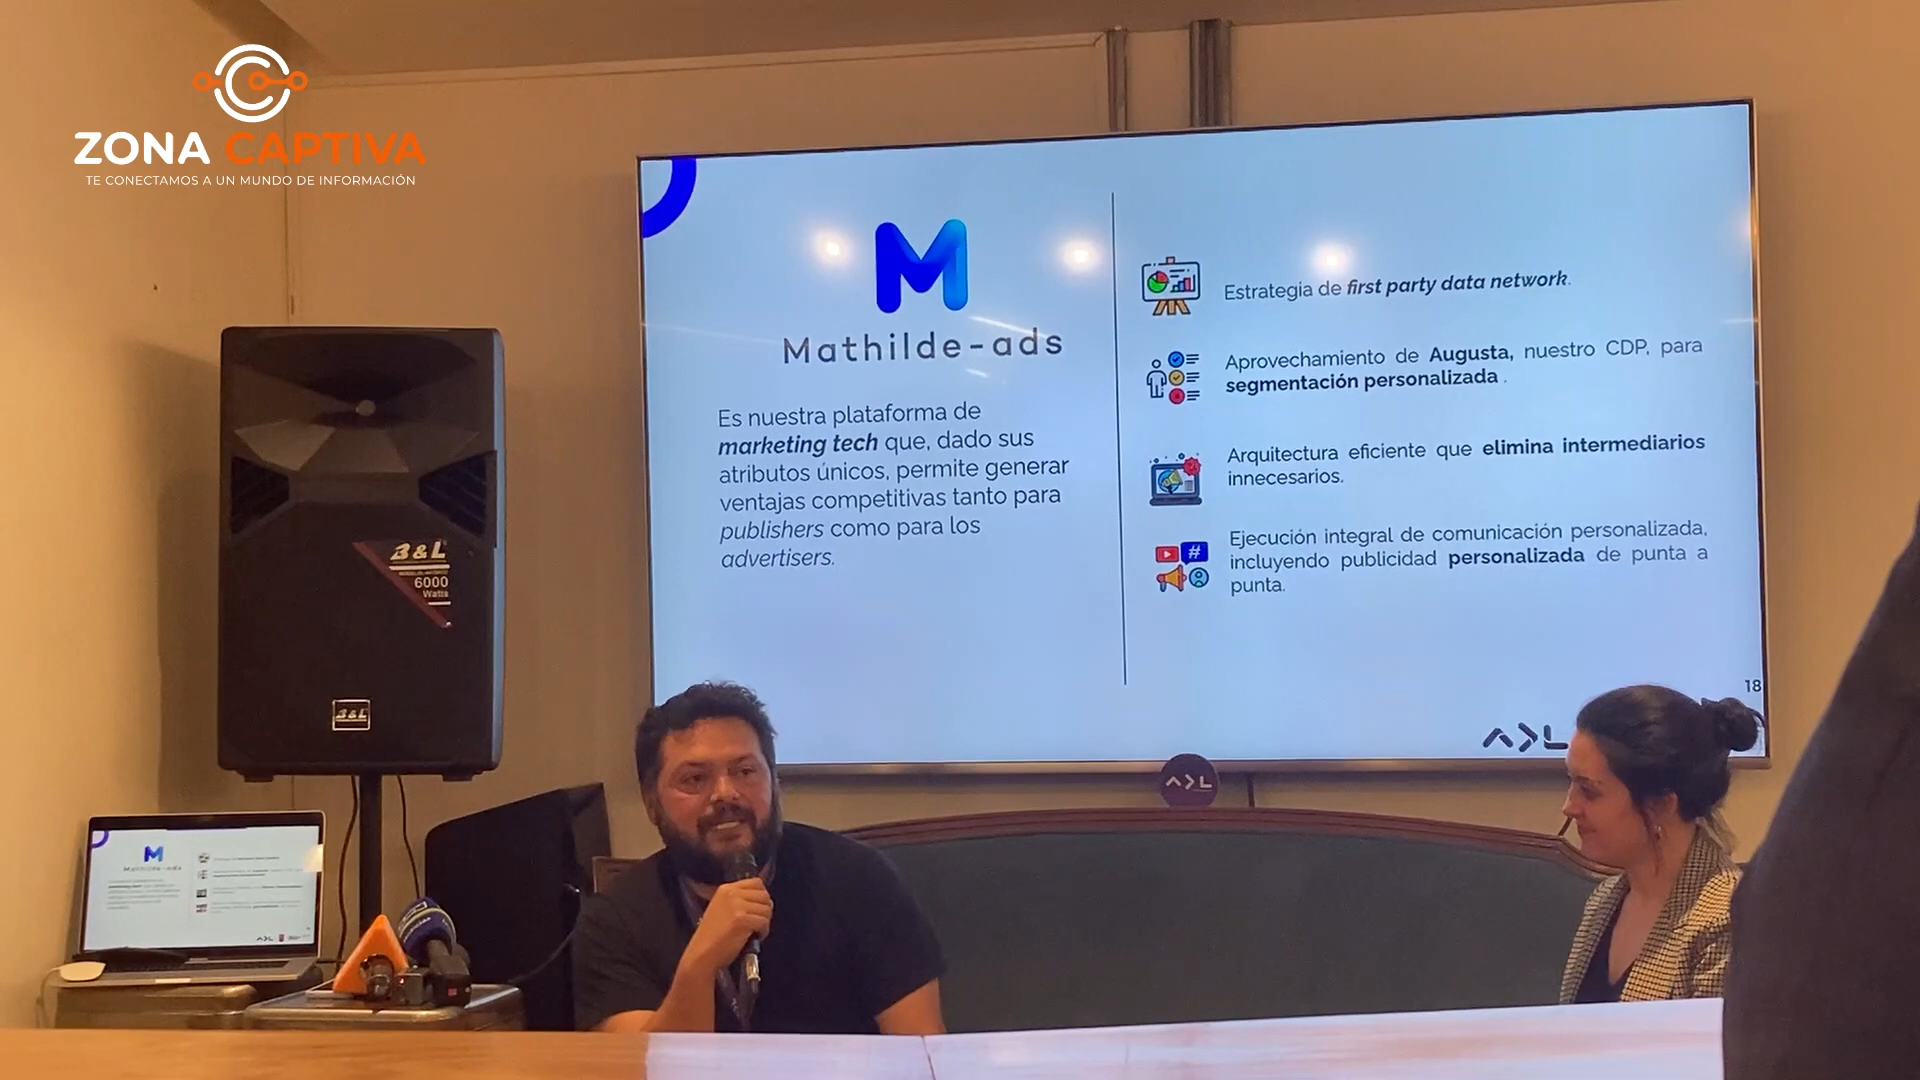 ZONA CAPTIVA
TE CONECTAMOS A UN MUNDO DE INFORMACIÓN
M
Mathilde-ads
Es nuestra plataforma de
marketing tech que, dado sus
atributos únicos, permite generar
ventajas competitivas tanto para
publishers como para los
advertisers.
Estrategia de first party data network.
Aprovechamiento de Augusta, nuestro CDP, para
segmentación personalizada .
Arquitectura eficiente que elimina intermediarios
innecesarios.
#
Ejecución integral de comunicación personalizada,
incluyendo publicidad personalizada de punta a
punta.
18
B&L
6000
Watts
B&L
M
Mathilde-ads